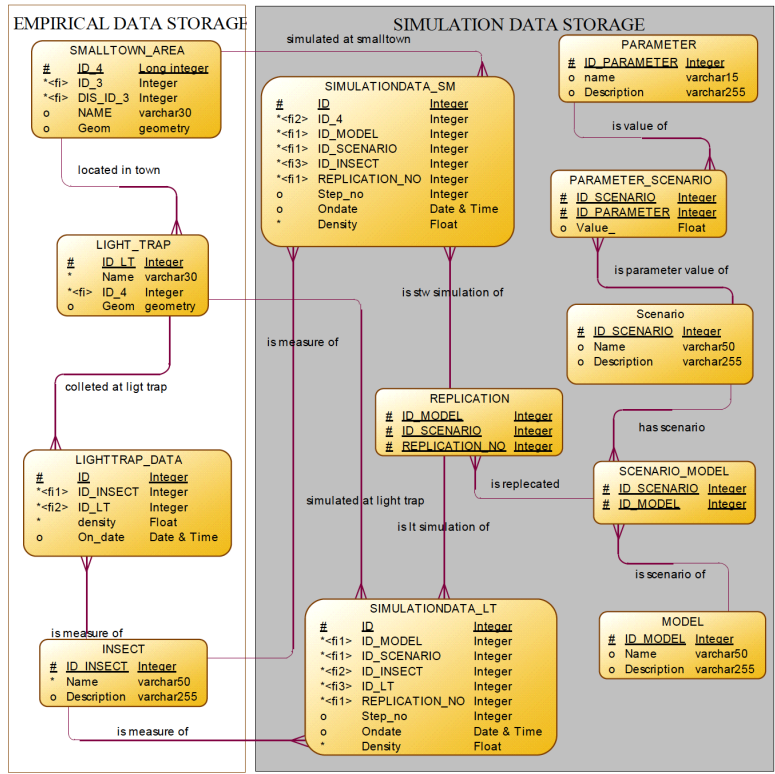 EMPIRICAL DATA STORAGE
SIMULATION DATA STORAGE
SMALLTOWN_AREA
# ID_4 Long integer
*<fi> ID_3 Integer
*<fi> DIS_ID_3 Integer
o NAME varchar30
o Geom geometry
located in town
LIGHT_TRAP
# ID_LT Integer
* Name varchar30
*<fi> ID_4 Integer
o Geom geometry
colleted at ligt trap
LIGHTTRAP_DATA
# ID Integer
*<fi1> ID_INSECT Integer
*<fi2> ID_LT Integer
* density Float
o On_date Date & Time
is measure of
INSECT
# ID_INSECT Integer
* Name varchar50
o Description varchar255
is measure of
simulated at smalltown
SIMULATIONDATA_SM
# ID Integer
*<fi2> ID_4 Integer
*<fi1> ID_MODEL Integer
*<fi1> ID_SCENARIO Integer
*<fi3> ID_INSECT Integer
*<fi1> REPLICATION_NO Integer
o Step_no Integer
o Ondate Date & Time
* Density Float
is stw simulation of
is measure of
REPLICATION
# ID_MODEL Integer
# ID_SCENARIO Integer
# REPLICATION_NO Integer
simulated at light trap
is replecated
is lt simulation of
SIMULATIONDATA_LT
# ID Integer
*<fi1> ID_MODEL Integer
*<fi1> ID_SCENARIO Integer
*<fi2> ID_INSECT Integer
*<fi3> ID_LT Integer
*<fi1> REPLICATION_NO Integer
o Step_no Integer
o Ondate Date & Time
* Density Float
PARAMETER
# ID_PARAMETER Integer
o name varchar15
o Description varchar255
is value of
PARAMETER_SCENARIO
# ID_SCENARIO Integer
# ID_PARAMETER Integer
o Value_ Float
is parameter value of
Scenario
# ID_SCENARIO Integer
o Name varchar50
o Description varchar255
has scenario
SCENARIO_MODEL
# ID_SCENARIO Integer
# ID_MODEL Integer
is scenario of
MODEL
# ID_MODEL Integer
o Name varchar50
o Description varchar255